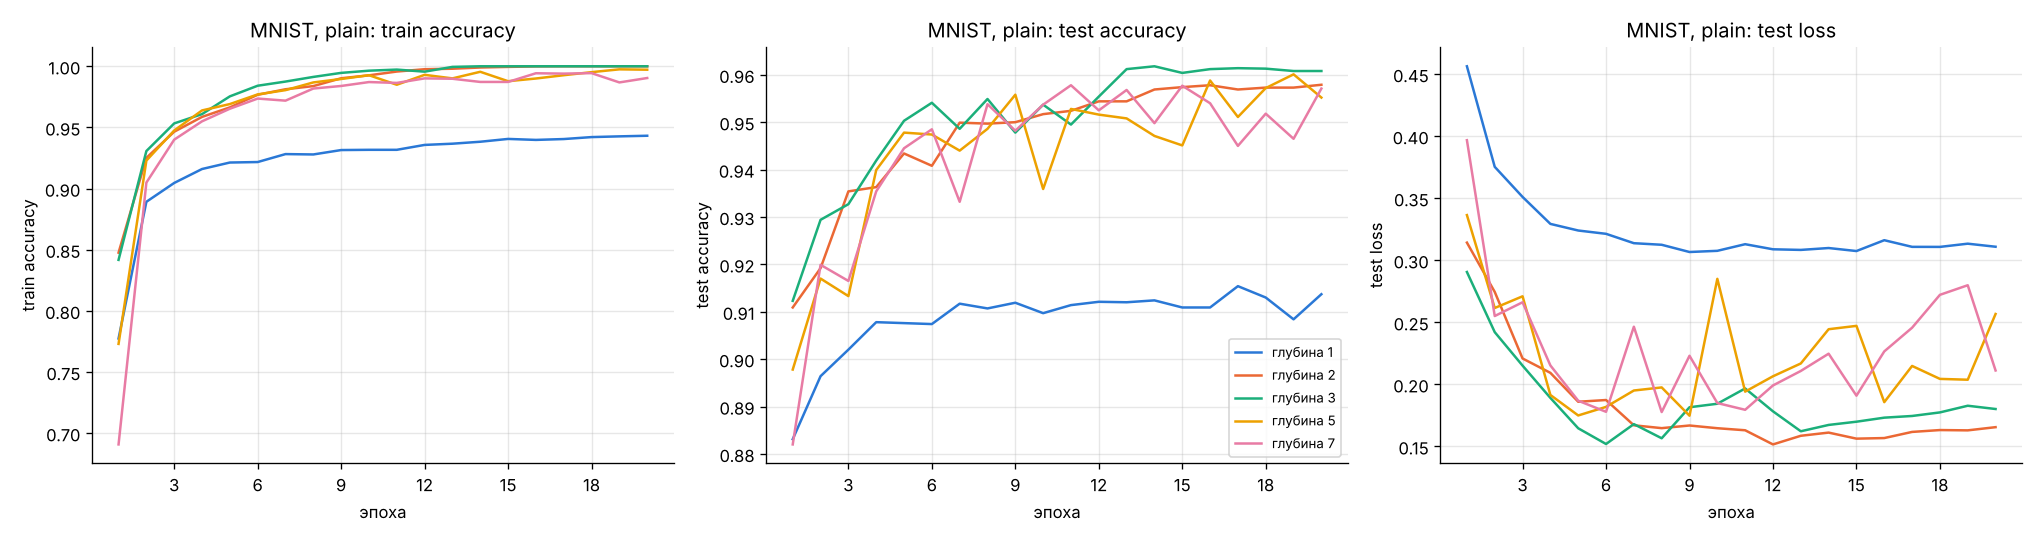 MNIST, plain: train accuracy
train accuracy
1.00
0.95
0.90
0.85
0.80
0.75
0.70
3 6 9 12 15 18
эпоха
MNIST, plain: test accuracy
test accuracy
0.96
0.95
0.94
0.93
0.92
0.91
0.90
0.89
0.88
3 6 9 12 15 18
эпоха
глубина 1
глубина 2
глубина 3
глубина 5
глубина 7
MNIST, plain: test loss
test loss
0.45
0.40
0.35
0.30
0.25
0.20
0.15
3 6 9 12 15 18
эпоха